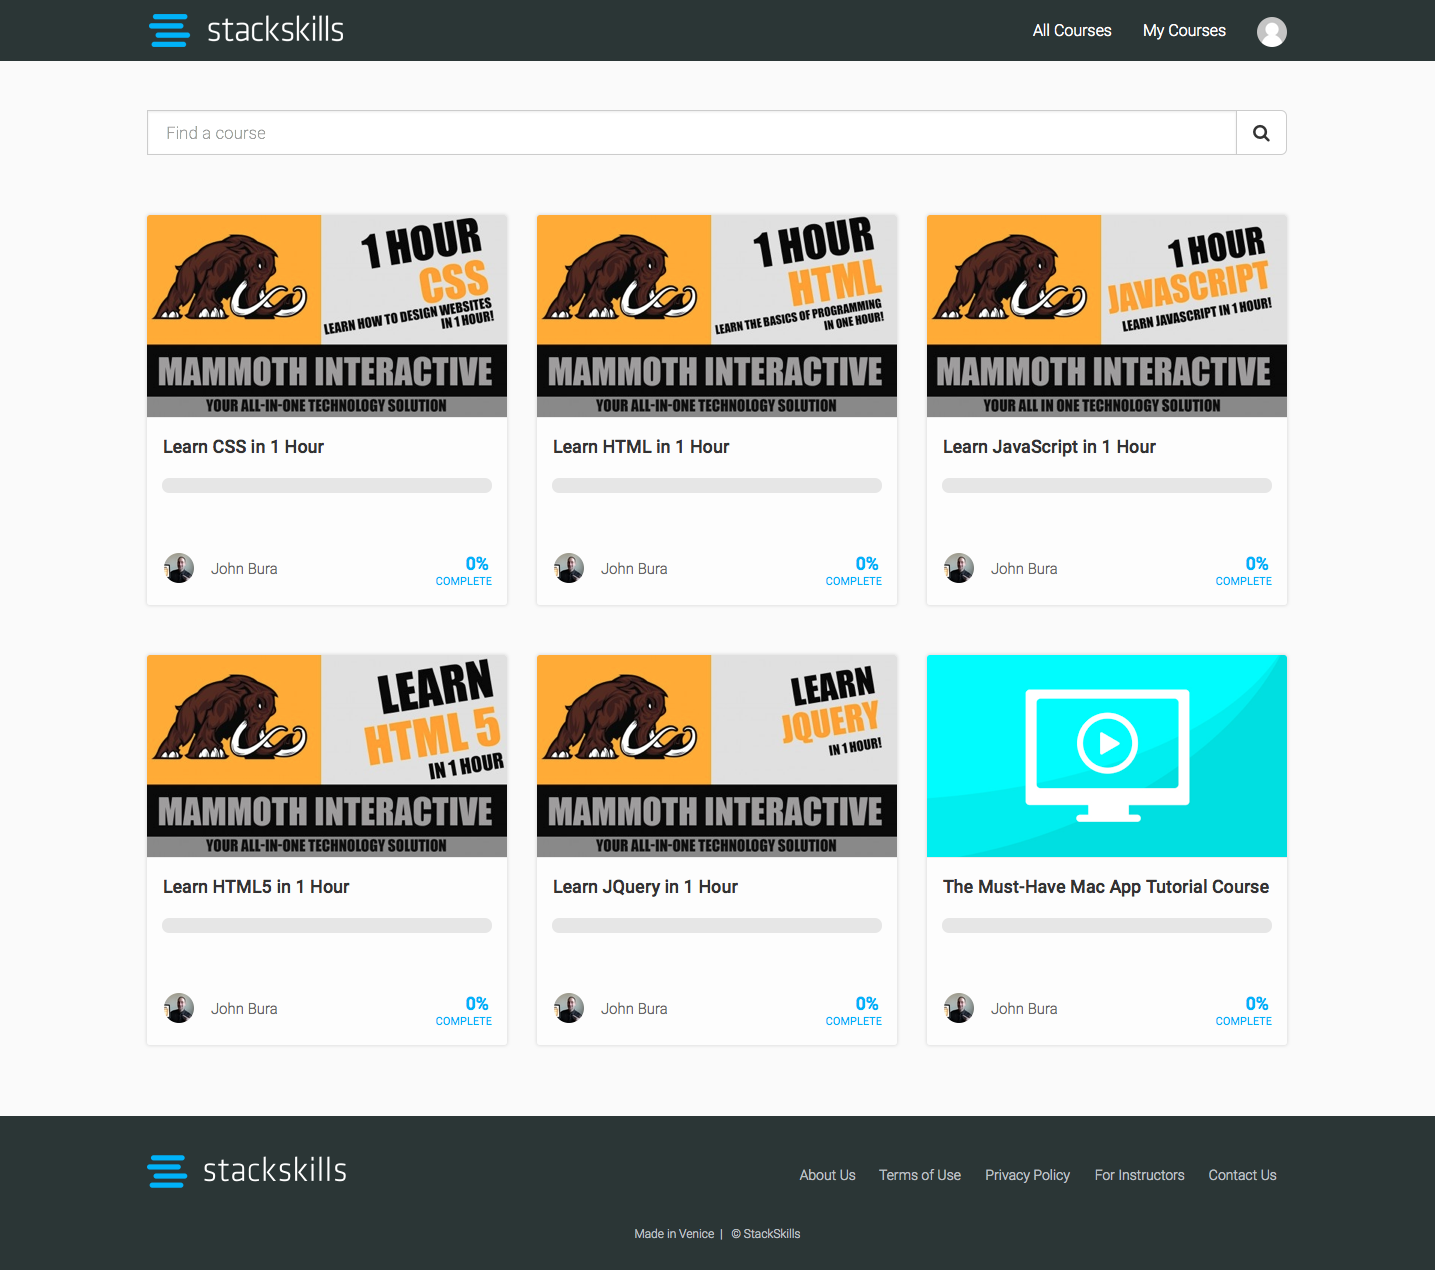 stackskills
All Courses
My Courses
Find a course
1 HOUR
CSS
LEARN HOW TO DESIGN WEBSITES
IN 1 HOUR!
MAMMOTH INTERACTIVE
YOUR ALL-IN-ONE TECHNOLOGY SOLUTION
Learn CSS in 1 Hour
John Bura
0%
COMPLETE
1 HOUR
HTML
LEARN THE BASICS OF PROGRAMMING
IN ONE HOUR!
MAMMOTH INTERACTIVE
YOUR ALL-IN-ONE TECHNOLOGY SOLUTION
Learn HTML in 1 Hour
John Bura
0%
COMPLETE
1 HOUR
JAVASCRIPT
LEARN JAVASCRIPT IN 1 HOUR!
MAMMOTH INTERACTIVE
YOUR ALL IN ONE TECHNOLOGY SOLUTION
Learn JavaScript in 1 Hour
John Bura
0%
COMPLETE
LEARN
HTML 5
IN 1 HOUR
MAMMOTH INTERACTIVE
YOUR ALL-IN-ONE TECHNOLOGY SOLUTION
Learn HTML5 in 1 Hour
John Bura
0%
COMPLETE
LEARN
JQUERY
IN 1 HOUR!
MAMMOTH INTERACTIVE
YOUR ALL-IN-ONE TECHNOLOGY SOLUTION
Learn JQuery in 1 Hour
John Bura
0%
COMPLETE
The Must-Have Mac App Tutorial Course
John Bura
0%
COMPLETE
stackskills
About Us
Terms of Use
Privacy Policy
For Instructors
Contact Us
Made in Venice | © StackSkills